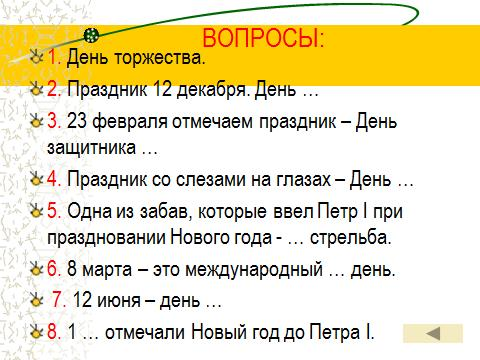 ВОПРОСЫ:
1. День торжества.
2. Праздник 12 декабря. День …
3. 23 февраля отмечаем праздник – День
защитника …
4. Праздник со слезами на глазах – День …
5. Одна из забав, которые ввел Петр I при
праздновании Нового года - … стрельба.
6. 8 марта – это международный … день.
7. 12 июня – день …
8. 1 … отмечали Новый год до Петра I.